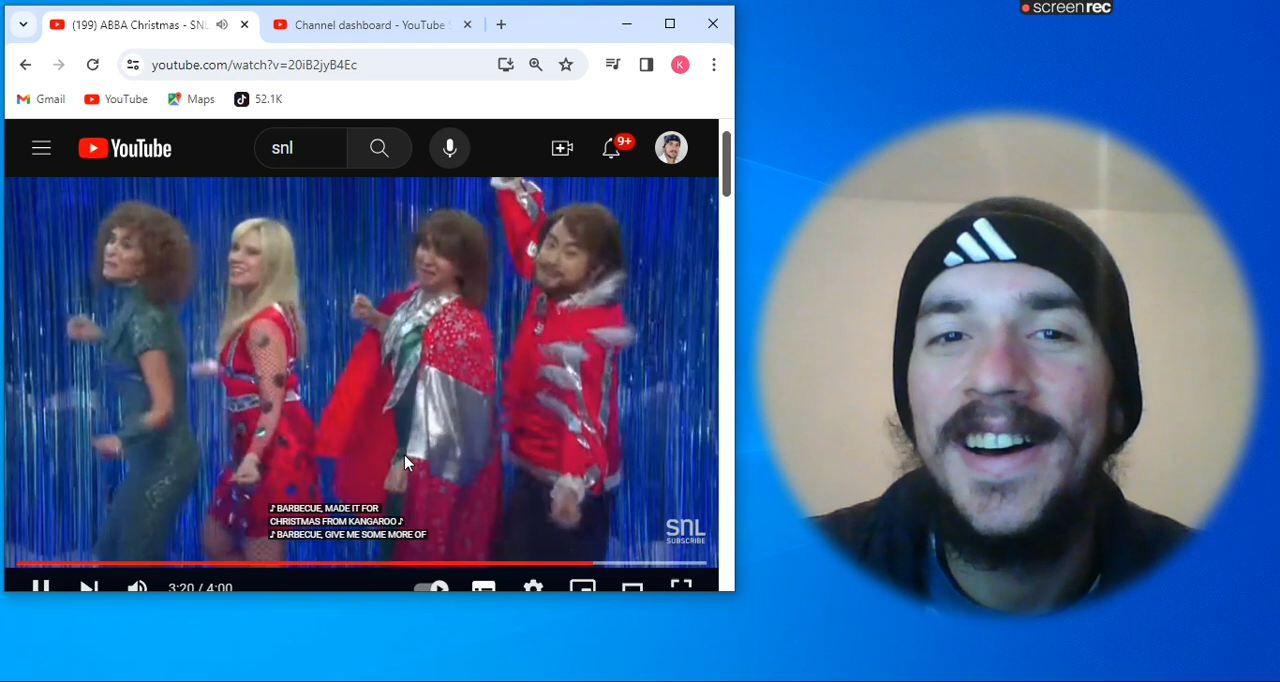 screenrec
(199) ABBA Christmas - SNL
Channel dashboard - YouTube S
youtube.com/watch?v=20iB2jyB4Ec
K
Gmail
YouTube
Maps
52.1K
YouTube
snl
9+
♪ BARBECUE, MADE IT FOR
CHRISTMAS FROM KANGAROO ♪
♪ BARBECUE, GIVE ME SOME MORE OF
SNL
SUBSCRIBE
3:20 / 4:00